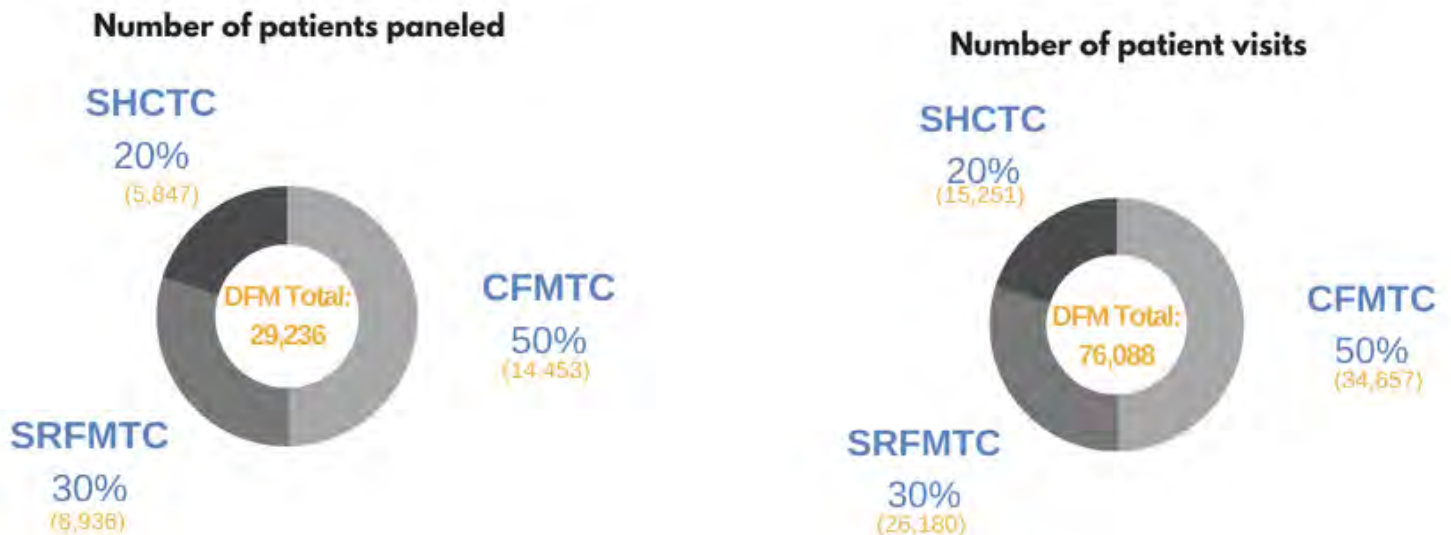 Number of patients paneled
SHCTC
20%
(5,847)
DFM Total:
29,236
CFMTC
50%
(14,453)
SRFMTC
30%
(8,936)
Number of patient visits
SHCTC
20%
(15,251)
DFM Total:
76,088
CFMTC
50%
(34,657)
SRFMTC
30%
(26,180)